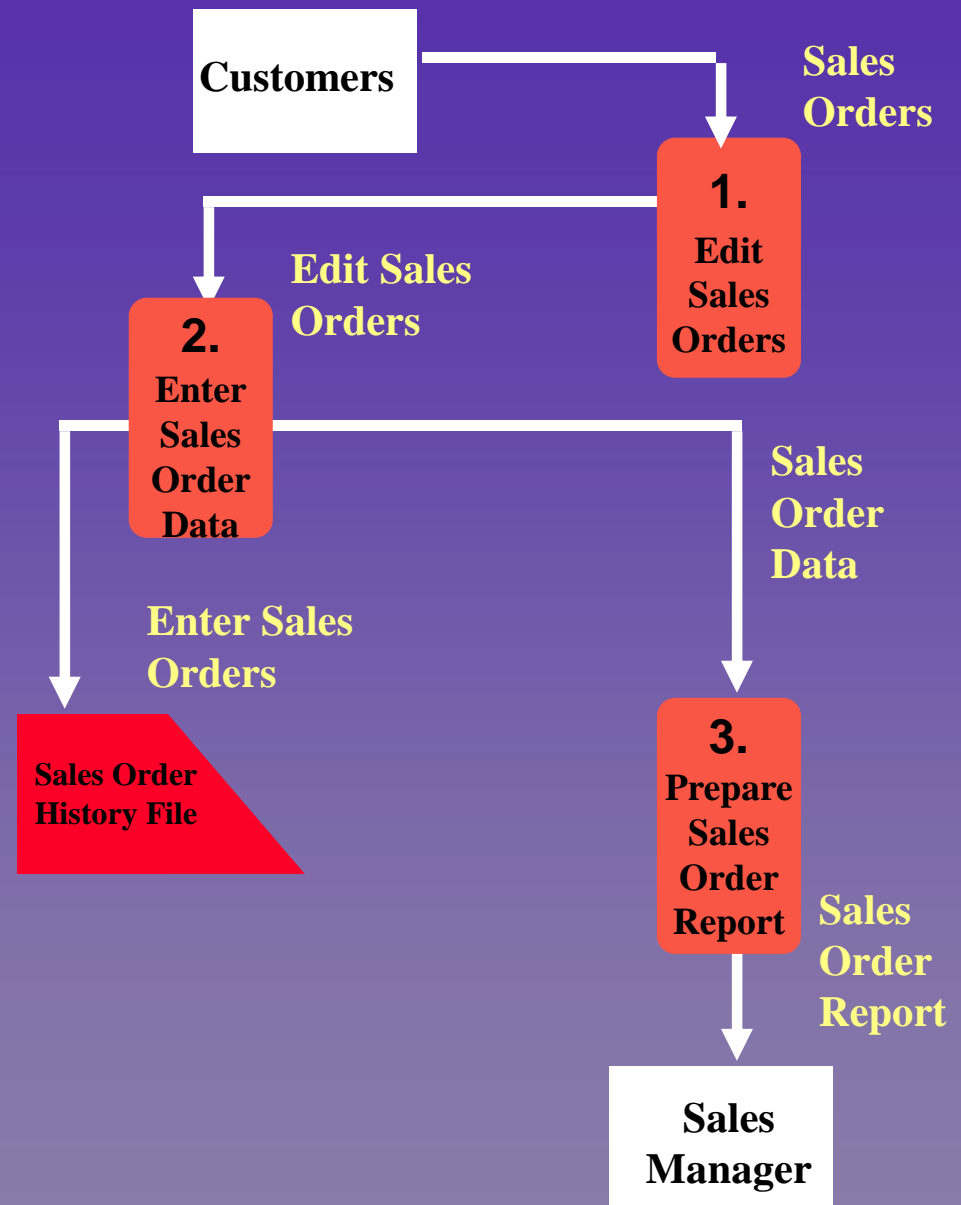 Customers
Sales
Orders
1.
Edit
Sales
Orders
Edit Sales
Orders
2.
Enter
Sales
Order
Data
Sales
Order
Data
Enter Sales
Orders
Sales Order
History File
3.
Prepare
Sales
Order
Report
Sales
Order
Report
Sales
Manager